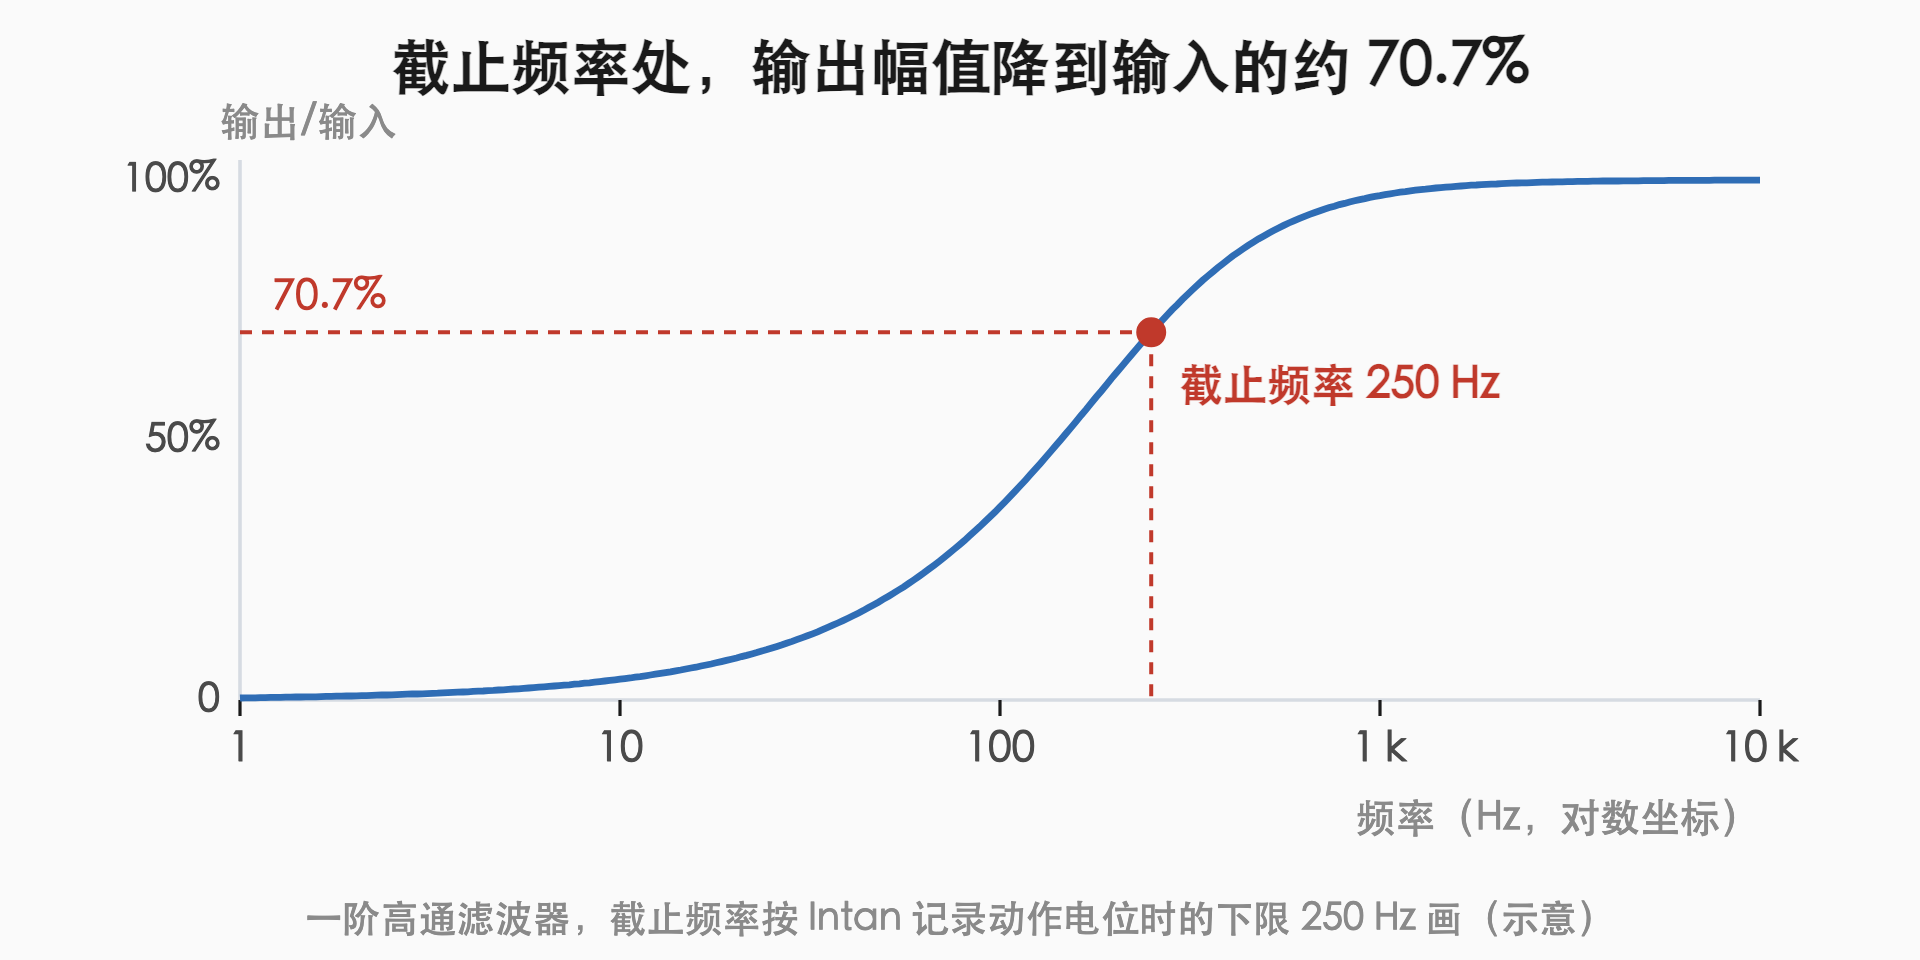 截止频率处，输出幅值降到输入的约 70.7%
输出/输入
100%
70.7%
截止频率 250 Hz
50%
0
1 10 100 1 k 10 k
频率（Hz，对数坐标）
一阶高通滤波器，截止频率按 Intan 记录动作电位时的下限 250 Hz 画（示意）